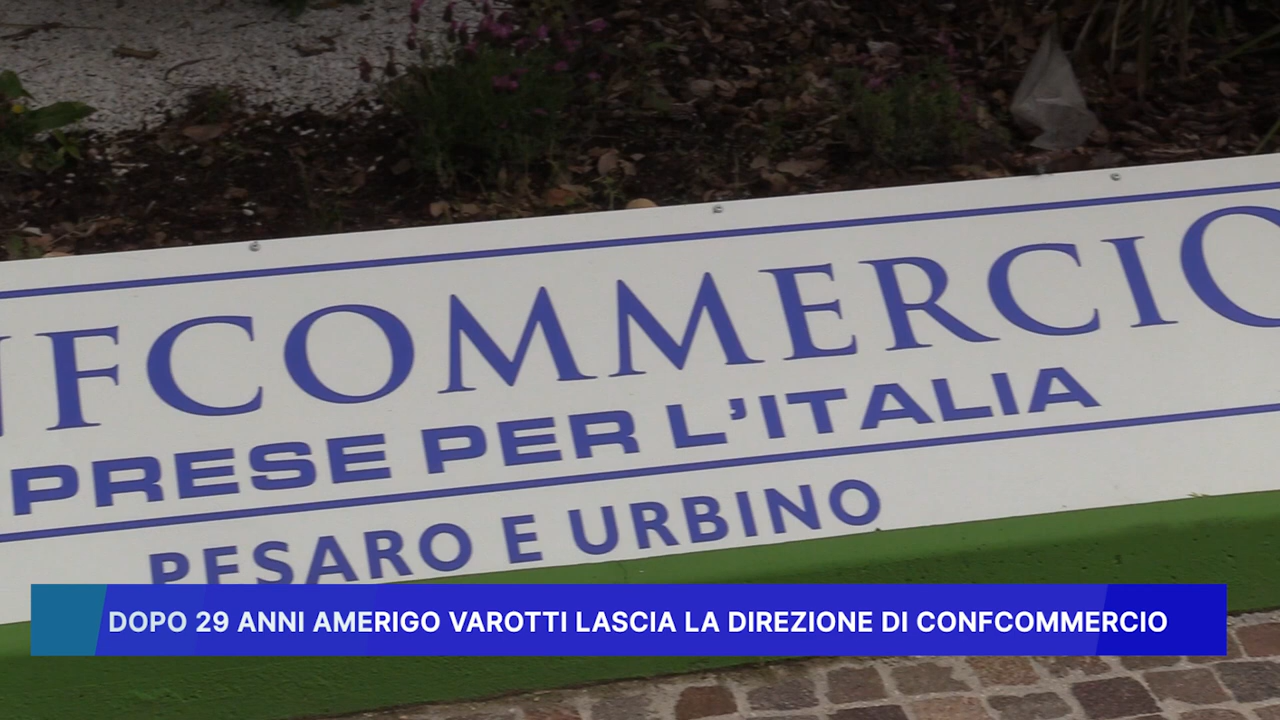 NFCOMMERCIO
PRESE PER L'ITALIA
PESARO E URBINO
DOPO 29 ANNI AMERIGO VAROTTI LASCIA LA DIREZIONE DI CONFCOMMERCIO